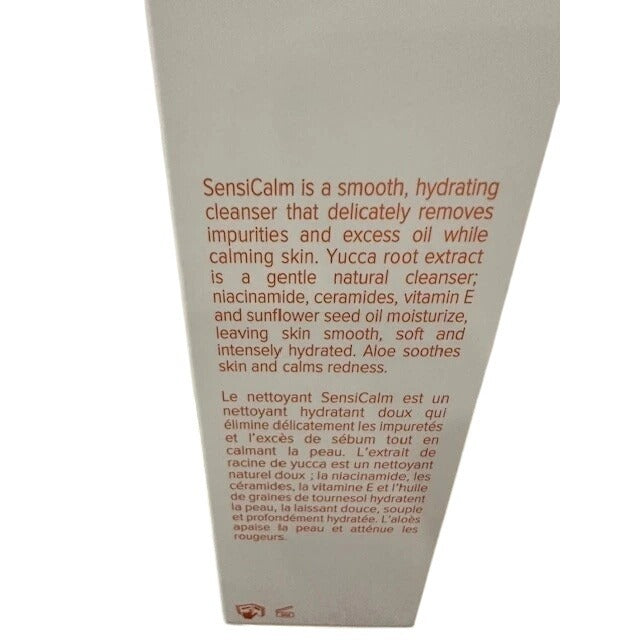 SensiCalm is a smooth, hydrating
cleanser that delicately removes
impurities and excess oil while
calming skin. Yucca root extract
is a gentle natural cleanser;
niacinamide, ceramides, vitamin E
and sunflower seed oil moisturize,
leaving skin smooth, soft and
intensely hydrated. Aloe soothes
skin and calms redness.
Le nettoyant SensiCalm est un
nettoyant hydratant doux qui
élimine délicatement les impuretés
et l'excès de sébum tout en
calmant la peau. L'extrait de
racine de yucca est un nettoyant
naturel doux ; la niacinamide, les
céramides, la vitamine E et l'huile
de graines de tournesol hydratent
la peau, la laissant douce, souple
et profondément hydratée. L'aloès
apaise la peau et atténue les
rougeurs.